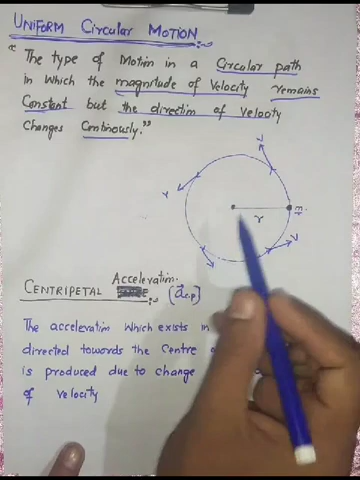 UNIFORM CIRCULAR MOTION
"The type of Motion in a Circular path
in which the magnitude of velocity remains
Constant but the direction of velocity
Changes Continously."
V
V
r
m
V
V
CENTRIPETAL Acceleration
(a⃗c.p)
The acceleration which exists in
directed towards the Centre
is produced due to change
of velocity